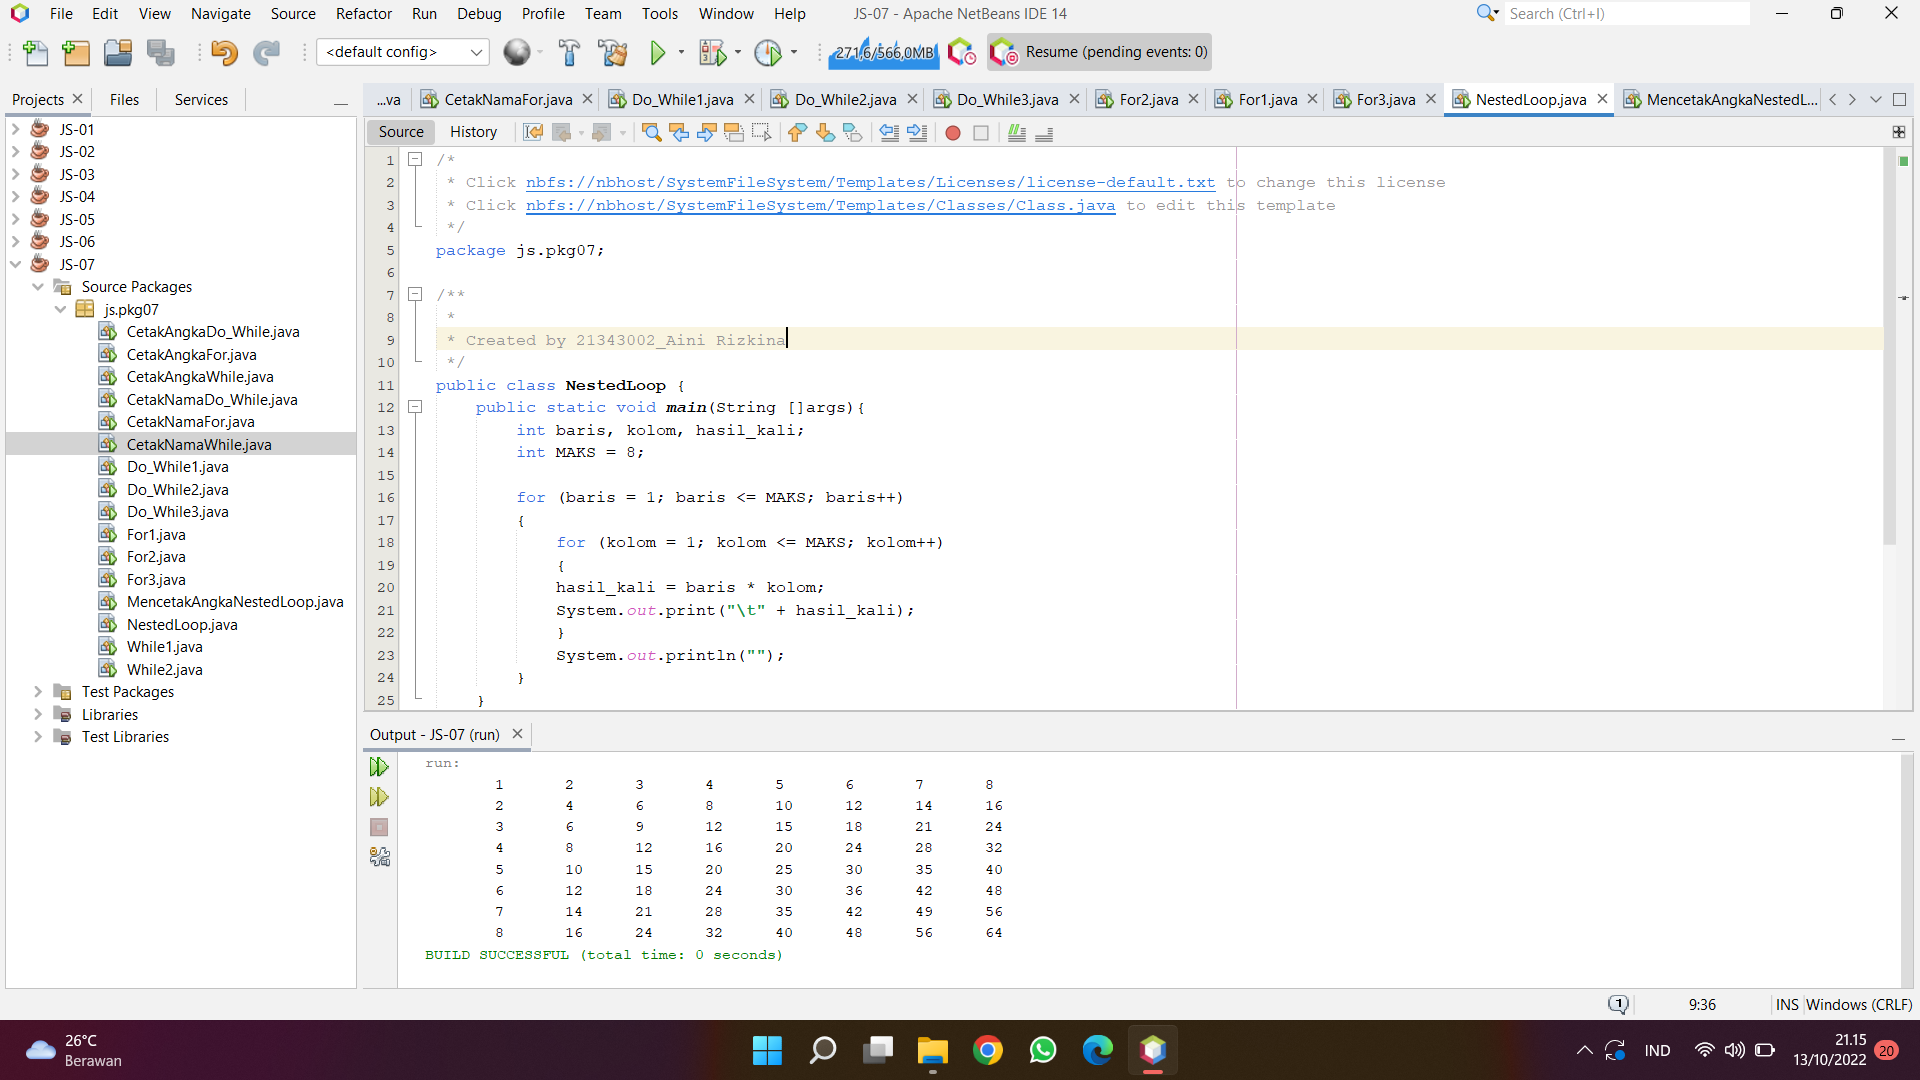 File Edit View Navigate Source Refactor Run Debug Profile Team Tools Window Help JS-07 - Apache NetBeans IDE 14 Search (Ctrl+I)
<default config> 271,6/566,0MB Resume (pending events: 0)
Projects Files Services
...va CetakNamaFor.java Do_While1.java Do_While2.java Do_While3.java For2.java For1.java For3.java NestedLoop.java MencetakAngkaNestedL...
Source History
JS-01
JS-02
JS-03
JS-04
JS-05
JS-06
JS-07
Source Packages
js.pkg07
CetakAngkaDo_While.java
CetakAngkaFor.java
CetakAngkaWhile.java
CetakNamaDo_While.java
CetakNamaFor.java
CetakNamaWhile.java
Do_While1.java
Do_While2.java
Do_While3.java
For1.java
For2.java
For3.java
MencetakAngkaNestedLoop.java
NestedLoop.java
While1.java
While2.java
Test Packages
Libraries
Test Libraries
1 /*
2 * Click nbfs://nbhost/SystemFileSystem/Templates/Licenses/license-default.txt to change this license
3 * Click nbfs://nbhost/SystemFileSystem/Templates/Classes/Class.java to edit this template
4 */
5 package js.pkg07;
6
7 /**
8 *
9 * Created by 21343002_Aini Rizkina
10 */
11 public class NestedLoop {
12 public static void main(String []args){
13 int baris, kolom, hasil_kali;
14 int MAKS = 8;
15
16 for (baris = 1; baris <= MAKS; baris++)
17 {
18 for (kolom = 1; kolom <= MAKS; kolom++)
19 {
20 hasil_kali = baris * kolom;
21 System.out.print("\t" + hasil_kali);
22 }
23 System.out.println("");
24 }
25 }
Output - JS-07 (run)
run:
1 2 3 4 5 6 7 8
2 4 6 8 10 12 14 16
3 6 9 12 15 18 21 24
4 8 12 16 20 24 28 32
5 10 15 20 25 30 35 40
6 12 18 24 30 36 42 48
7 14 21 28 35 42 49 56
8 16 24 32 40 48 56 64
BUILD SUCCESSFUL (total time: 0 seconds)
1 9:36 INS Windows (CRLF)
26°C
Berawan
IND
21.15
13/10/2022
20